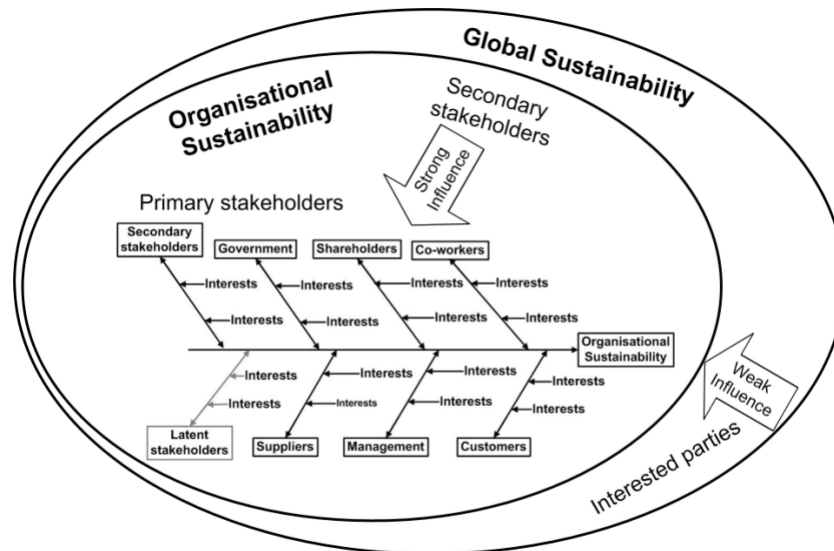 Global Sustainability
Organisational
Sustainability
Secondary
stakeholders
Strong
Influence
Primary stakeholders
Secondary
stakeholders
Government
Shareholders
Co-workers
Interests
Interests
Interests
Interests
Interests
Interests
Interests
Interests
Organisational
Sustainability
Interests
Interests
Interests
Interests
Interests
Interests
Interests
Interests
Latent
stakeholders
Suppliers
Management
Customers
Weak
Influence
Interested parties